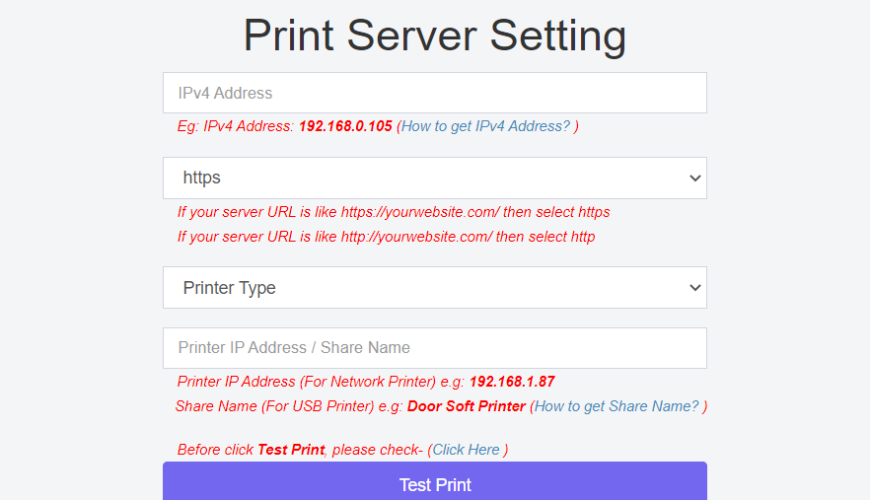 Print Server Setting
IPv4 Address
Eg: IPv4 Address: 192.168.0.105 (How to get IPv4 Address? )
https
If your server URL is like https://yourwebsite.com/ then select https
If your server URL is like http://yourwebsite.com/ then select http
Printer Type
Printer IP Address / Share Name
Printer IP Address (For Network Printer) e.g: 192.168.1.87
Share Name (For USB Printer) e.g: Door Soft Printer (How to get Share Name? )
Before click Test Print, please check- (Click Here )
Test Print